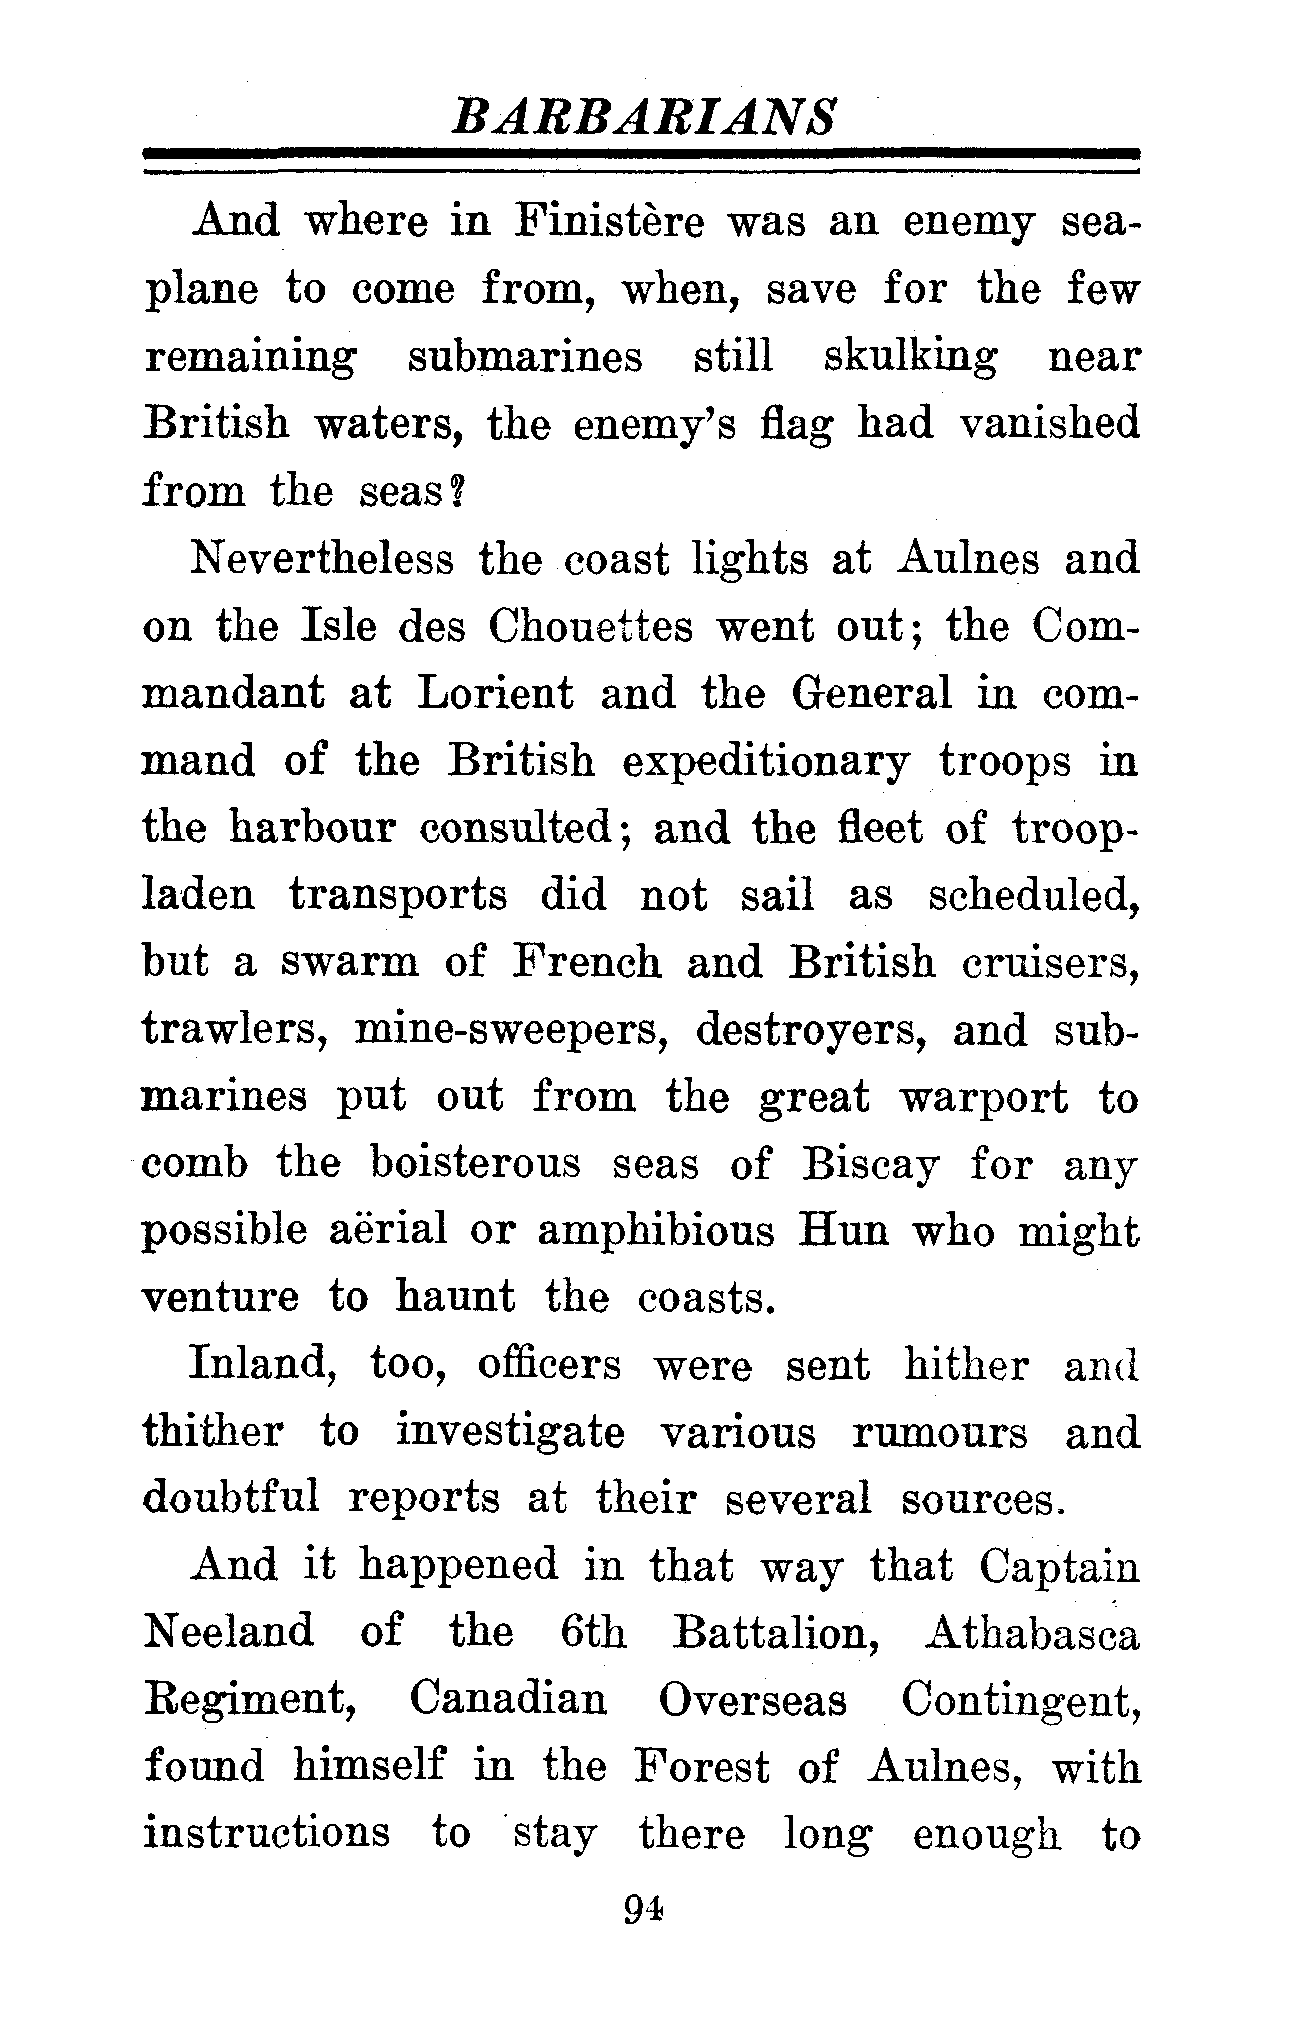 BARBARIANS
And where in Finistère was an enemy sea-
plane to come from, when, save for the few
remaining submarines still skulking near
British waters, the enemy's flag had vanished
from the seas?
Nevertheless the coast lights at Aulnes and
on the Isle des Chouettes went out; the Com-
mandant at Lorient and the General in com-
mand of the British expeditionary troops in
the harbour consulted; and the fleet of troop-
laden transports did not sail as scheduled,
but a swarm of French and British cruisers,
trawlers, mine-sweepers, destroyers, and sub-
marines put out from the great warport to
comb the boisterous seas of Biscay for any
possible aërial or amphibious Hun who might
venture to haunt the coasts.
Inland, too, officers were sent hither and
thither to investigate various rumours and
doubtful reports at their several sources.
And it happened in that way that Captain
Neeland of the 6th Battalion, Athabasca
Regiment, Canadian Overseas Contingent,
found himself in the Forest of Aulnes, with
instructions to stay there long enough to
94